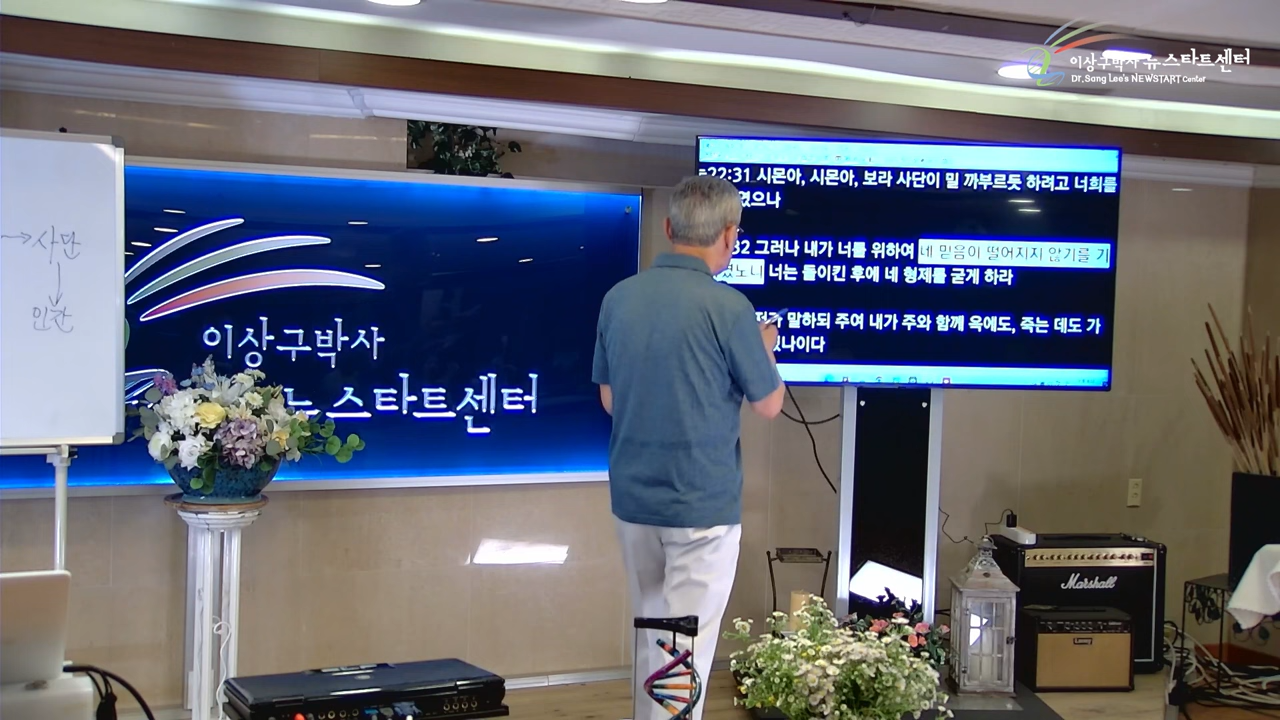 이상구박사 뉴스타트센터
Dr. Sang Lee's NEWSTART Center
22:31 시몬아, 시몬아, 보라 사단이 밀 까부르듯 하려고 너희를
였으나
32 그러나 내가 너를 위하여 네 믿음이 떨어지지 않기를 기
였노니 너는 돌이킨 후에 네 형제를 굳게 하라
말하되 주여 내가 주와 함께 옥에도, 죽는 데도 가
나이다
→사단
↓
인간
이상구박사
뉴스타트센터
Marshall
Laney